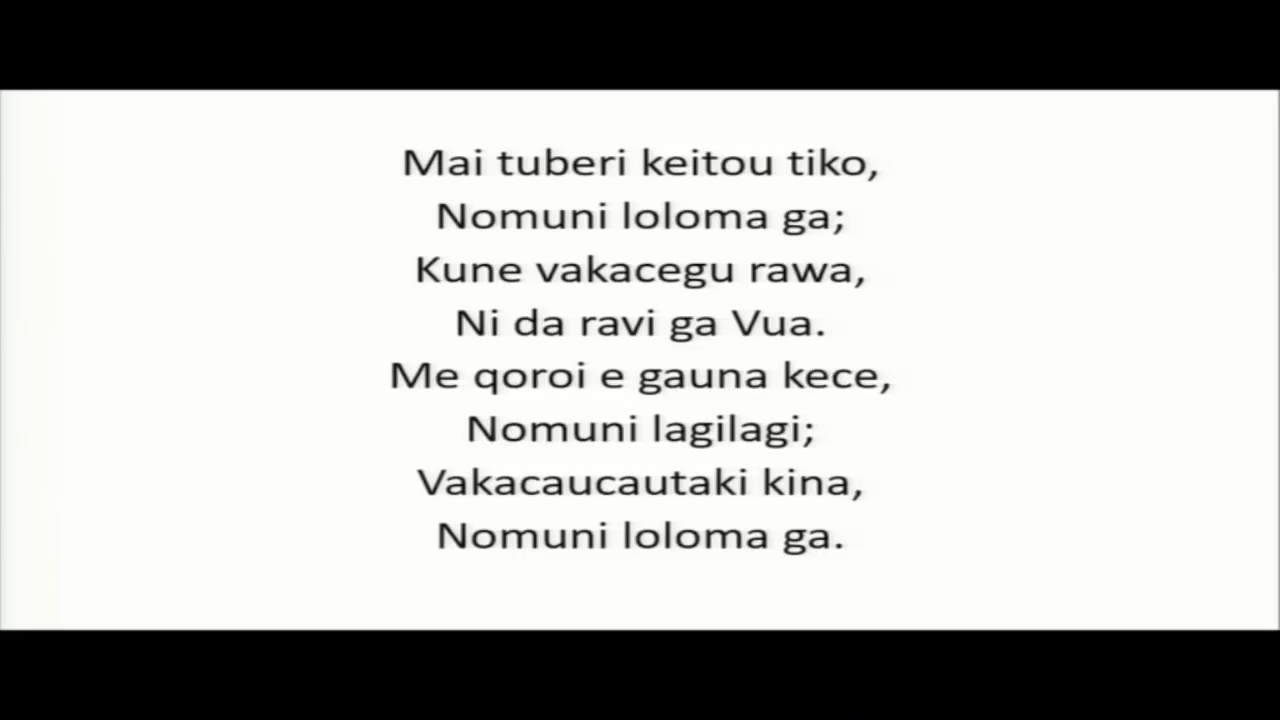 Mai tuberi keitou tiko,
Nomuni loloma ga;
Kune vakacegu rawa,
Ni da ravi ga Vua.
Me qoroi e gauna kece,
Nomuni lagilagi;
Vakacaucautaki kina,
Nomuni loloma ga.